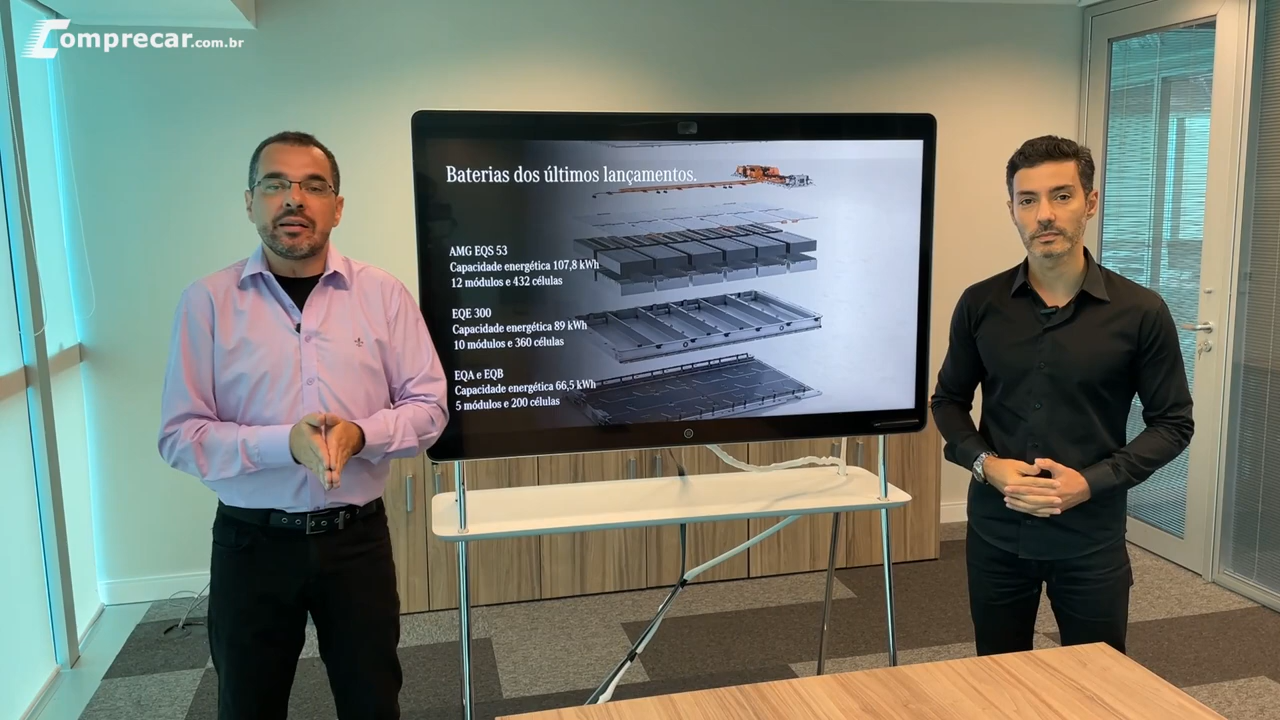 Comprecar.com.br
Baterias dos últimos lançamentos.
AMG EQS 53
Capacidade energética 107,8 kWh
12 módulos e 432 células
EQE 300
Capacidade energética 89 kWh
10 módulos e 360 células
EQA e EQB
Capacidade energética 66,5 kWh
5 módulos e 200 células